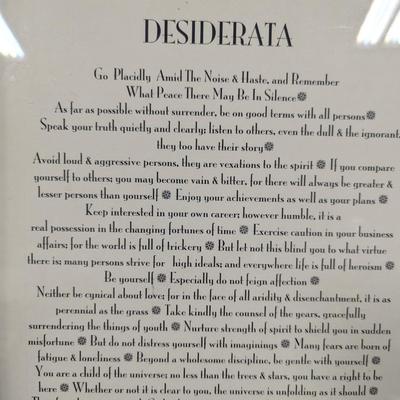 DESIDERATA
Go Placidly Amid The Noise & Haste, and Remember
What Peace There May Be In Silence❁
As far as possible without surrender, be on good terms with all persons❁
Speak your truth quietly and clearly; listen to others, even the dull & the ignorant;
they too have their story❁
Avoid loud & aggressive persons, they are vexations to the spirit ❁ If you compare
yourself to others; you may become vain & bitter, for there will always be greater &
lesser persons than yourself ❁ Enjoy your achievements as well as your plans ❁
Keep interested in your own career; however humble, it is a
real possession in the changing fortunes of time ❁ Exercise caution in your business
affairs; for the world is full of trickery ❁ But let not this blind you to what virtue
there is; many persons strive for high ideals; and everywhere life is full of heroism ❁
Be yourself ❁ Especially do not feign affection ❁
Neither be cynical about love; for in the face of all aridity & disenchantment, it is as
perennial as the grass ❁ Take kindly the counsel of the years, gracefully
surrendering the things of youth ❁ Nurture strength of spirit to shield you in sudden
misfortune ❁ But do not distress yourself with imaginings ❁ Many fears are born of
fatigue & loneliness ❁ Beyond a wholesome discipline, be gentle with yourself ❁
You are a child of the universe; no less than the trees & stars, you have a right to be
here ❁ Whether or not it is clear to you, the universe is unfolding as it should ❁